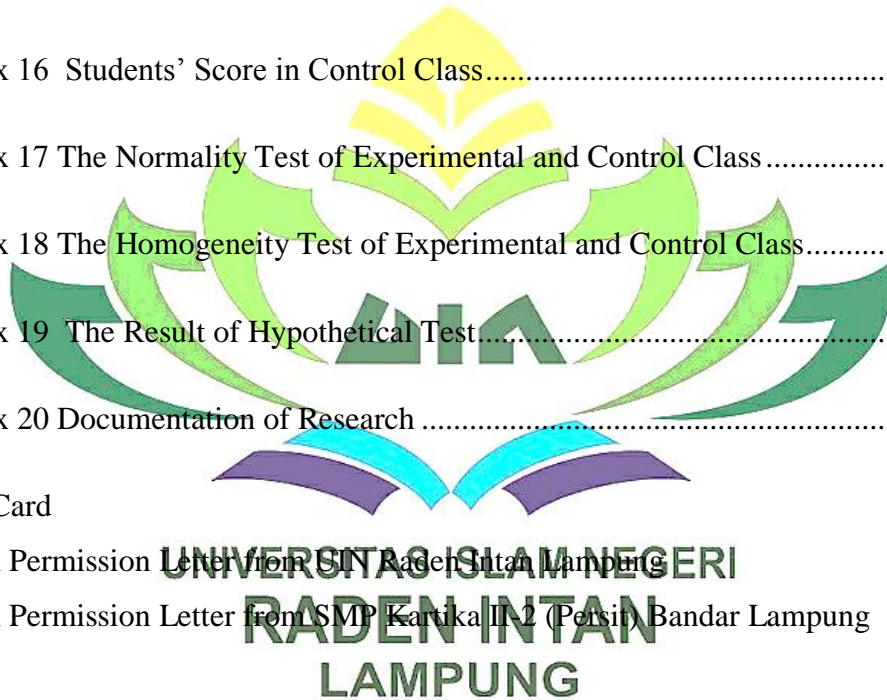 x 16 Students’ Score in Control Class......................................................
x 17 The Normality Test of Experimental and Control Class................
x 18 The Homogeneity Test of Experimental and Control Class...........
x 19 The Result of Hypothetical Test.......................................................
x 20 Documentation of Research ..............................................................
UIN
Card
Permission Letter from UIN Raden Intan Lampung
UNIVERSITAS ISLAM NEGERI
Permission Letter from SMP Kartika II-2 (Persit) Bandar Lampung
RADEN INTAN
LAMPUNG